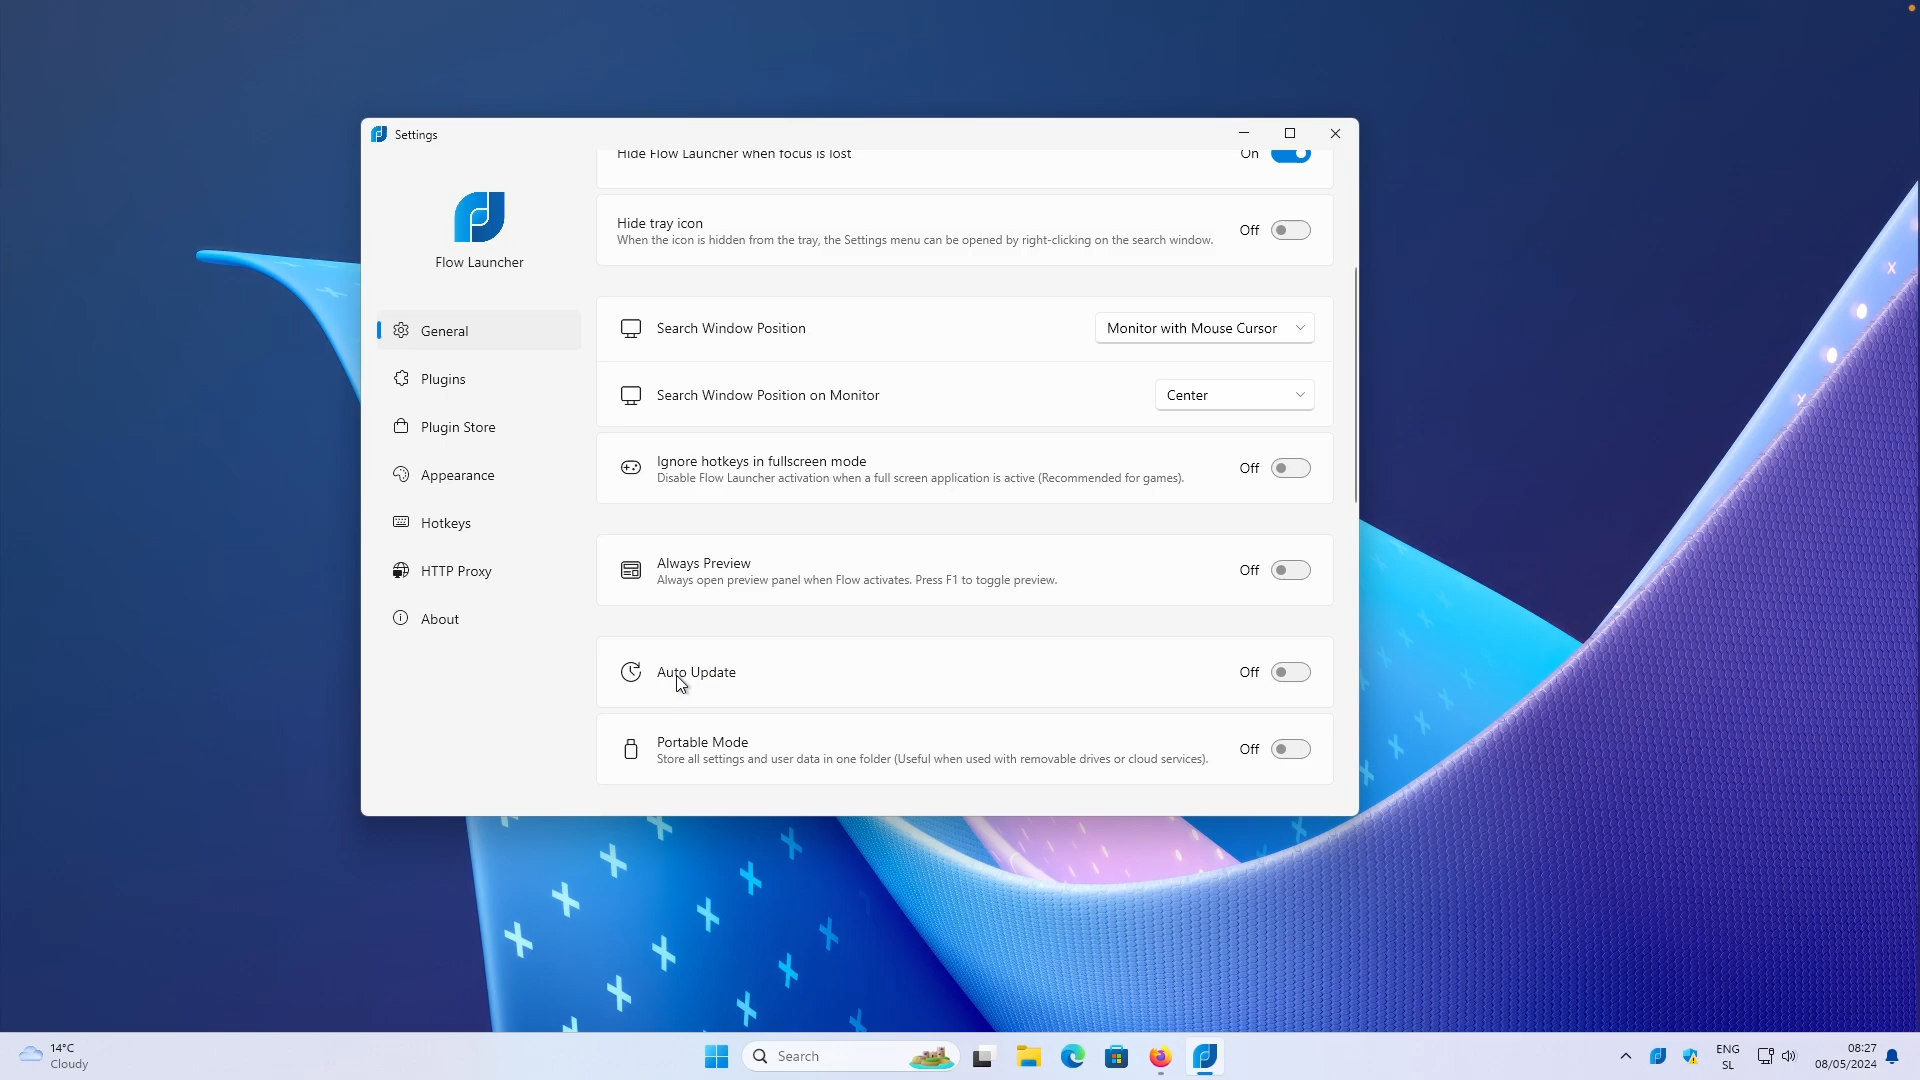 Settings
Flow Launcher
General
Plugins
Plugin Store
Appearance
Hotkeys
HTTP Proxy
About
Hide Flow Launcher when focus is lost
On
Hide tray icon
When the icon is hidden from the tray, the Settings menu can be opened by right-clicking on the search window.
Off
Search Window Position
Monitor with Mouse Cursor
Search Window Position on Monitor
Center
Ignore hotkeys in fullscreen mode
Disable Flow Launcher activation when a full screen application is active (Recommended for games).
Off
Always Preview
Always open preview panel when Flow activates. Press F1 to toggle preview.
Off
Auto Update
Off
Portable Mode
Store all settings and user data in one folder (Useful when used with removable drives or cloud services).
Off
14°C
Cloudy
Search
ENG
SL
08:27
08/05/2024